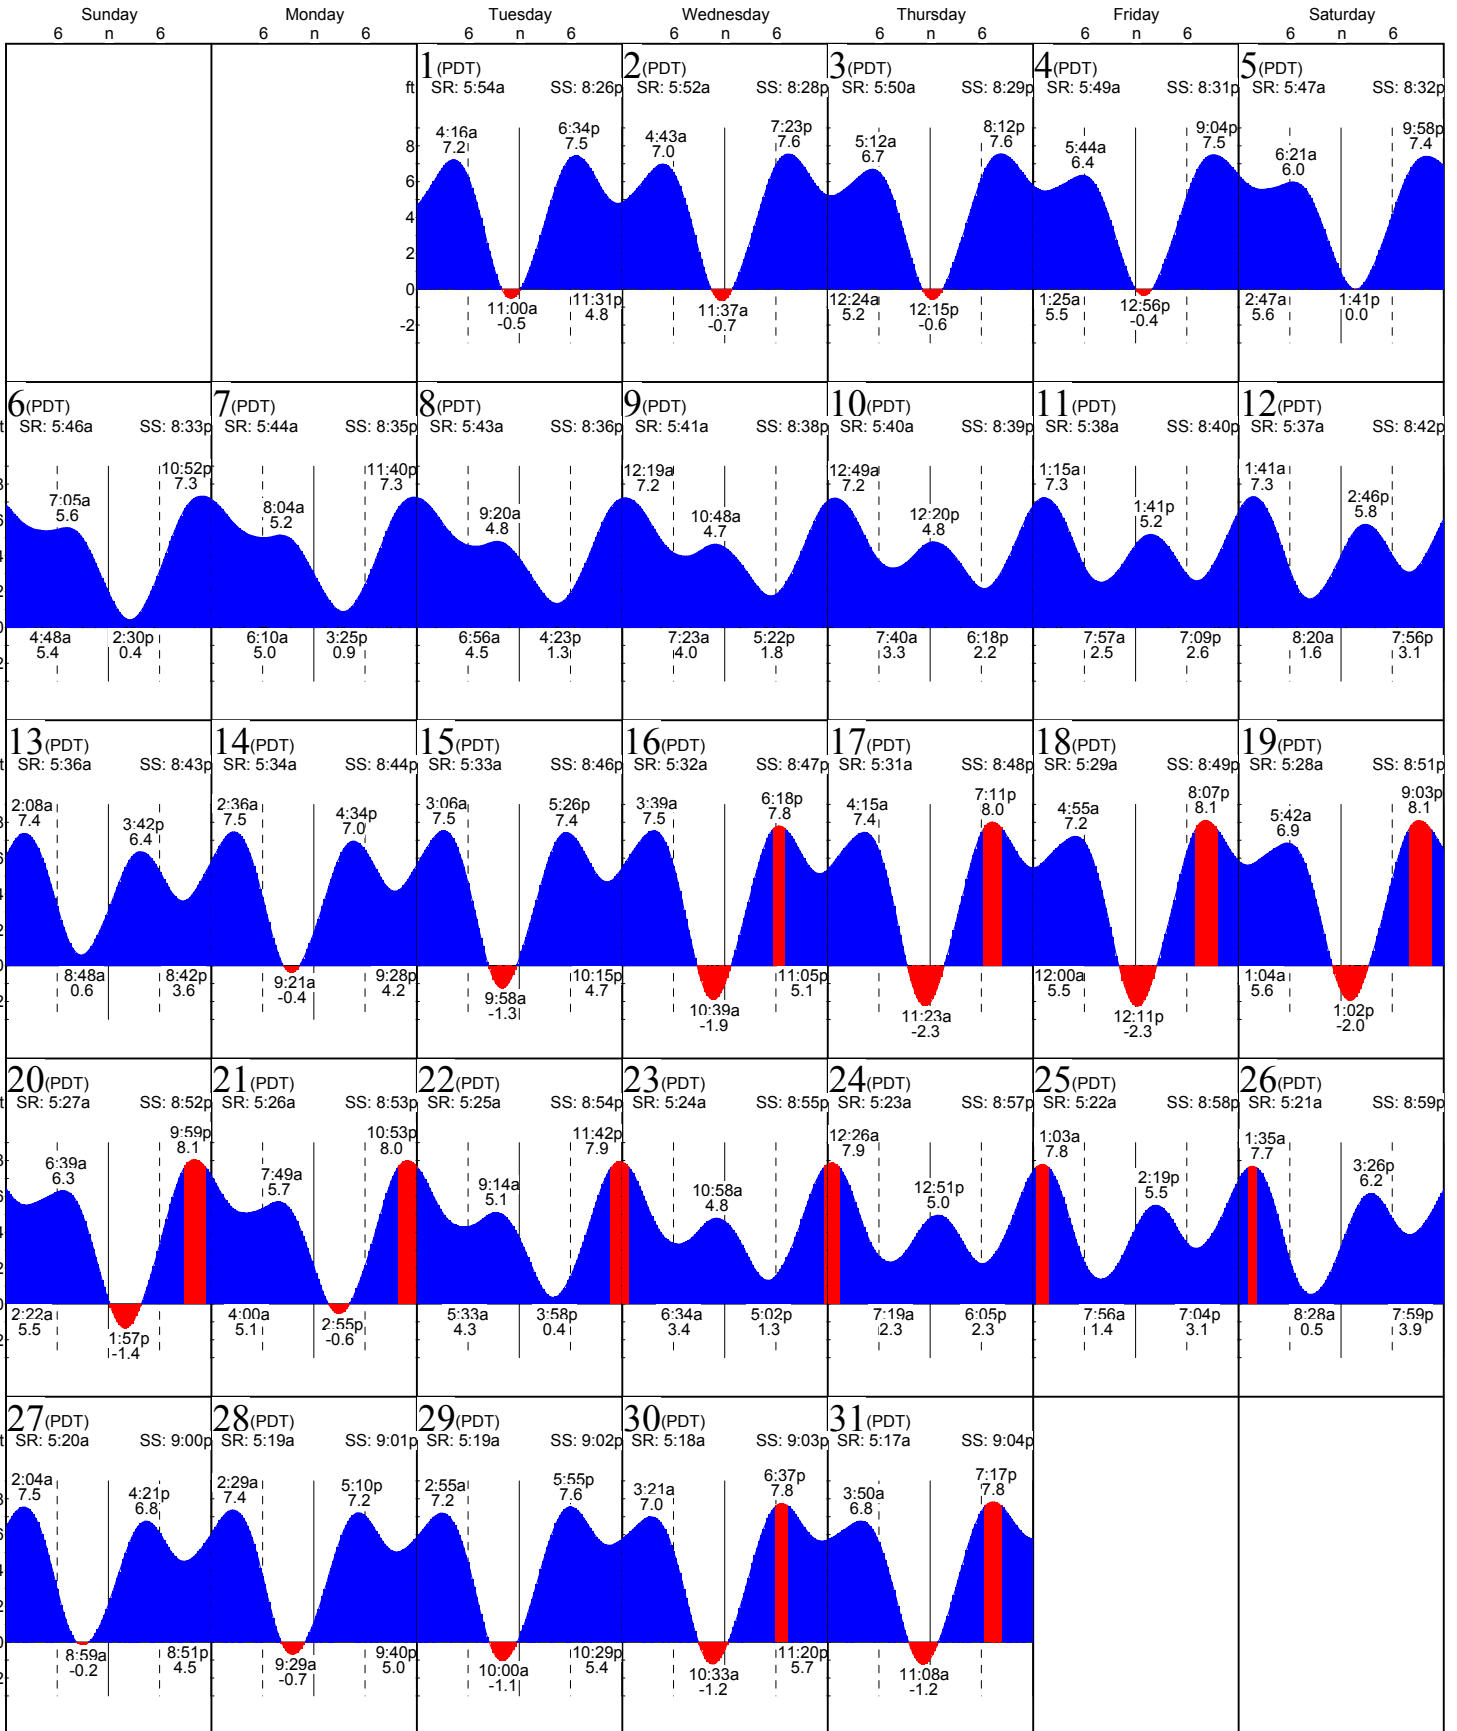 Sunday Monday Tuesday Wednesday Thursday Friday Saturday
6 n 6 6 n 6 6 n 6 6 n 6 6 n 6 6 n 6 6 n 6
1(PDT) 2(PDT) 3(PDT) 4(PDT) 5(PDT)
ft SR: 5:54a SS: 8:26p SR: 5:52a SS: 8:28p SR: 5:50a SS: 8:29p SR: 5:49a SS: 8:31p SR: 5:47a SS: 8:32p
4:16a 6:34p 4:43a 7:23p 5:12a 8:12p 5:44a 9:04p 6:21a 9:58p
7.2 7.5 7.0 7.6 6.7 7.6 6.4 7.5 6.0 7.4
8
6
4
2
0
-2
11:00a 11:31p 11:37a 12:24a 12:15p 1:25a 12:56p 2:47a 1:41p
-0.5 4.8 -0.7 5.2 -0.6 5.5 -0.4 5.6 0.0
6(PDT) 7(PDT) 8(PDT) 9(PDT) 10(PDT) 11(PDT) 12(PDT)
SR: 5:46a SS: 8:33p SR: 5:44a SS: 8:35p SR: 5:43a SS: 8:36p SR: 5:41a SS: 8:38p SR: 5:40a SS: 8:39p SR: 5:38a SS: 8:40p SR: 5:37a SS: 8:42p
7:05a 10:52p 8:04a 11:40p 9:20a 12:19a 10:48a 12:49a 12:20p 1:15a 1:41p 1:41a 2:46p
5.6 7.3 5.2 7.3 4.8 7.2 4.7 7.2 4.8 7.3 5.2 7.3 5.8
4:48a 2:30p 6:10a 3:25p 6:56a 4:23p 7:23a 5:22p 7:40a 6:18p 7:57a 7:09p 8:20a 7:56p
5.4 0.4 5.0 0.9 4.5 1.3 4.0 1.8 3.3 2.2 2.5 2.6 1.6 3.1
13(PDT) 14(PDT) 15(PDT) 16(PDT) 17(PDT) 18(PDT) 19(PDT)
SR: 5:36a SS: 8:43p SR: 5:34a SS: 8:44p SR: 5:33a SS: 8:46p SR: 5:32a SS: 8:47p SR: 5:31a SS: 8:48p SR: 5:29a SS: 8:49p SR: 5:28a SS: 8:51p
2:08a 3:42p 2:36a 4:34p 3:06a 5:26p 3:39a 6:18p 4:15a 7:11p 4:55a 8:07p 5:42a 9:03p
7.4 6.4 7.5 7.0 7.5 7.4 7.5 7.8 7.4 8.0 7.2 8.1 6.9 8.1
8:48a 8:42p 9:21a 9:28p 9:58a 10:15p 10:39a 11:05p 11:23a 12:00a 12:11p 1:04a 1:02p
0.6 3.6 -0.4 4.2 -1.3 4.7 -1.9 5.1 -2.3 5.5 -2.3 5.6 -2.0
20(PDT) 21(PDT) 22(PDT) 23(PDT) 24(PDT) 25(PDT) 26(PDT)
SR: 5:27a SS: 8:52p SR: 5:26a SS: 8:53p SR: 5:25a SS: 8:54p SR: 5:24a SS: 8:55p SR: 5:23a SS: 8:57p SR: 5:22a SS: 8:58p SR: 5:21a SS: 8:59p
6:39a 9:59p 7:49a 10:53p 9:14a 11:42p 10:58a 12:26a 12:51p 1:03a 2:19p 1:35a 3:26p
6.3 8.1 5.7 8.0 5.1 7.9 4.8 7.9 5.0 7.8 5.5 7.7 6.2
2:22a 1:57p 4:00a 2:55p 5:33a 3:58p 6:34a 5:02p 7:19a 6:05p 7:56a 7:04p 8:28a 7:59p
5.5 -1.4 5.1 -0.6 4.3 0.4 3.4 1.3 2.3 2.3 1.4 3.1 0.5 3.9
27(PDT) 28(PDT) 29(PDT) 30(PDT) 31(PDT)
SR: 5:20a SS: 9:00p SR: 5:19a SS: 9:01p SR: 5:19a SS: 9:02p SR: 5:18a SS: 9:03p SR: 5:17a SS: 9:04p
2:04a 4:21p 2:29a 5:10p 2:55a 5:55p 3:21a 6:37p 3:50a 7:17p
7.5 6.8 7.4 7.2 7.2 7.6 7.0 7.8 6.8 7.8
8:59a 8:51p 9:29a 9:40p 10:00a 10:29p 10:33a 11:20p 11:08a
-0.2 4.5 -0.7 5.0 -1.1 5.4 -1.2 5.7 -1.2